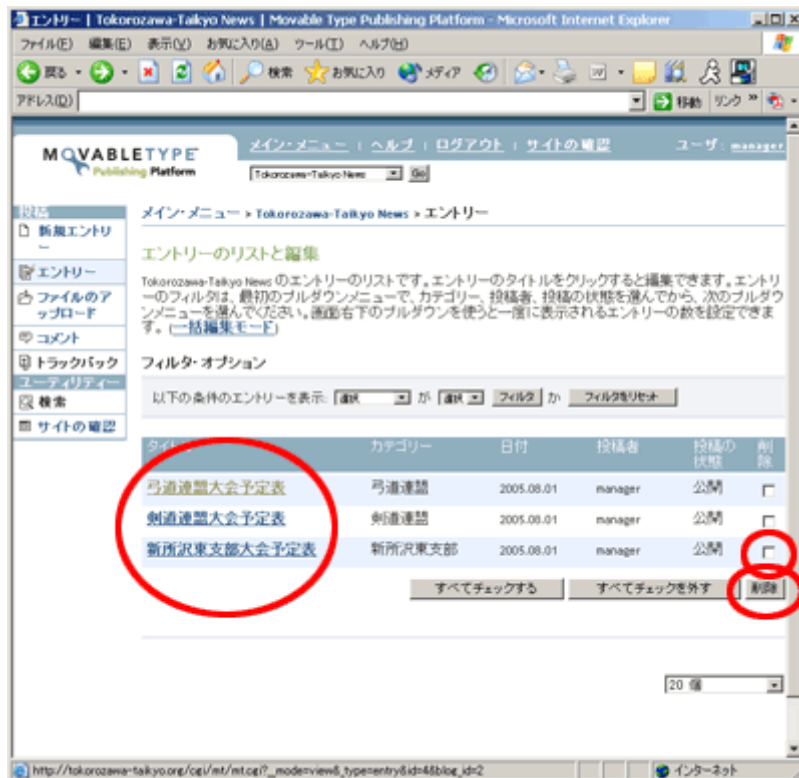 エントリー | Tokorozawa-Taikyo News | Movable Type Publishing Platform - Microsoft Internet Explorer
ファイル(F) 編集(E) 表示(V) お気に入り(A) ツール(T) ヘルプ(H)
戻る 検索 お気に入り メディア
アドレス(D) 移動 リンク »
MOVABLETYPE
Publishing Platform
メイン・メニュー | ヘルプ | ログアウト | サイトの確認 ユーザ: manager
Tokorozawa-Taikyo News Go
投稿
新規エントリー
エントリー
ファイルのアップロード
コメント
トラックバック
ユーティリティー
検索
サイトの確認
メイン・メニュー > Tokorozawa-Taikyo News > エントリー
エントリーのリストと編集
Tokorozawa-Taikyo News のエントリーのリストです。エントリーのタイトルをクリックすると編集できます。エントリ
ーのフィルタは、最初のプルダウンメニューで、カテゴリー、投稿者、投稿の状態を選んでから、次のプルダウ
ンメニューを選んでください。画面右下のプルダウンを使うと一度に表示されるエントリーの数を設定できま
す。(一括編集モード)
フィルタ・オプション
以下の条件のエントリーを表示: 選択 が 選択 フィルタ か フィルタをリセット
タイトル カテゴリー 日付 投稿者 投稿の状態 削除
弓道連盟大会予定表 弓道連盟 2005.08.01 manager 公開
剣道連盟大会予定表 剣道連盟 2005.08.01 manager 公開
新所沢東支部大会予定表 新所沢東支部 2005.08.01 manager 公開
すべてチェックする すべてチェックを外す 削除
20 個
http://tokorozawa-taikyo.org/cgi/mt/mt.cgi?_mode=view&_type=entry&id=4&blog_id=2 インターネット